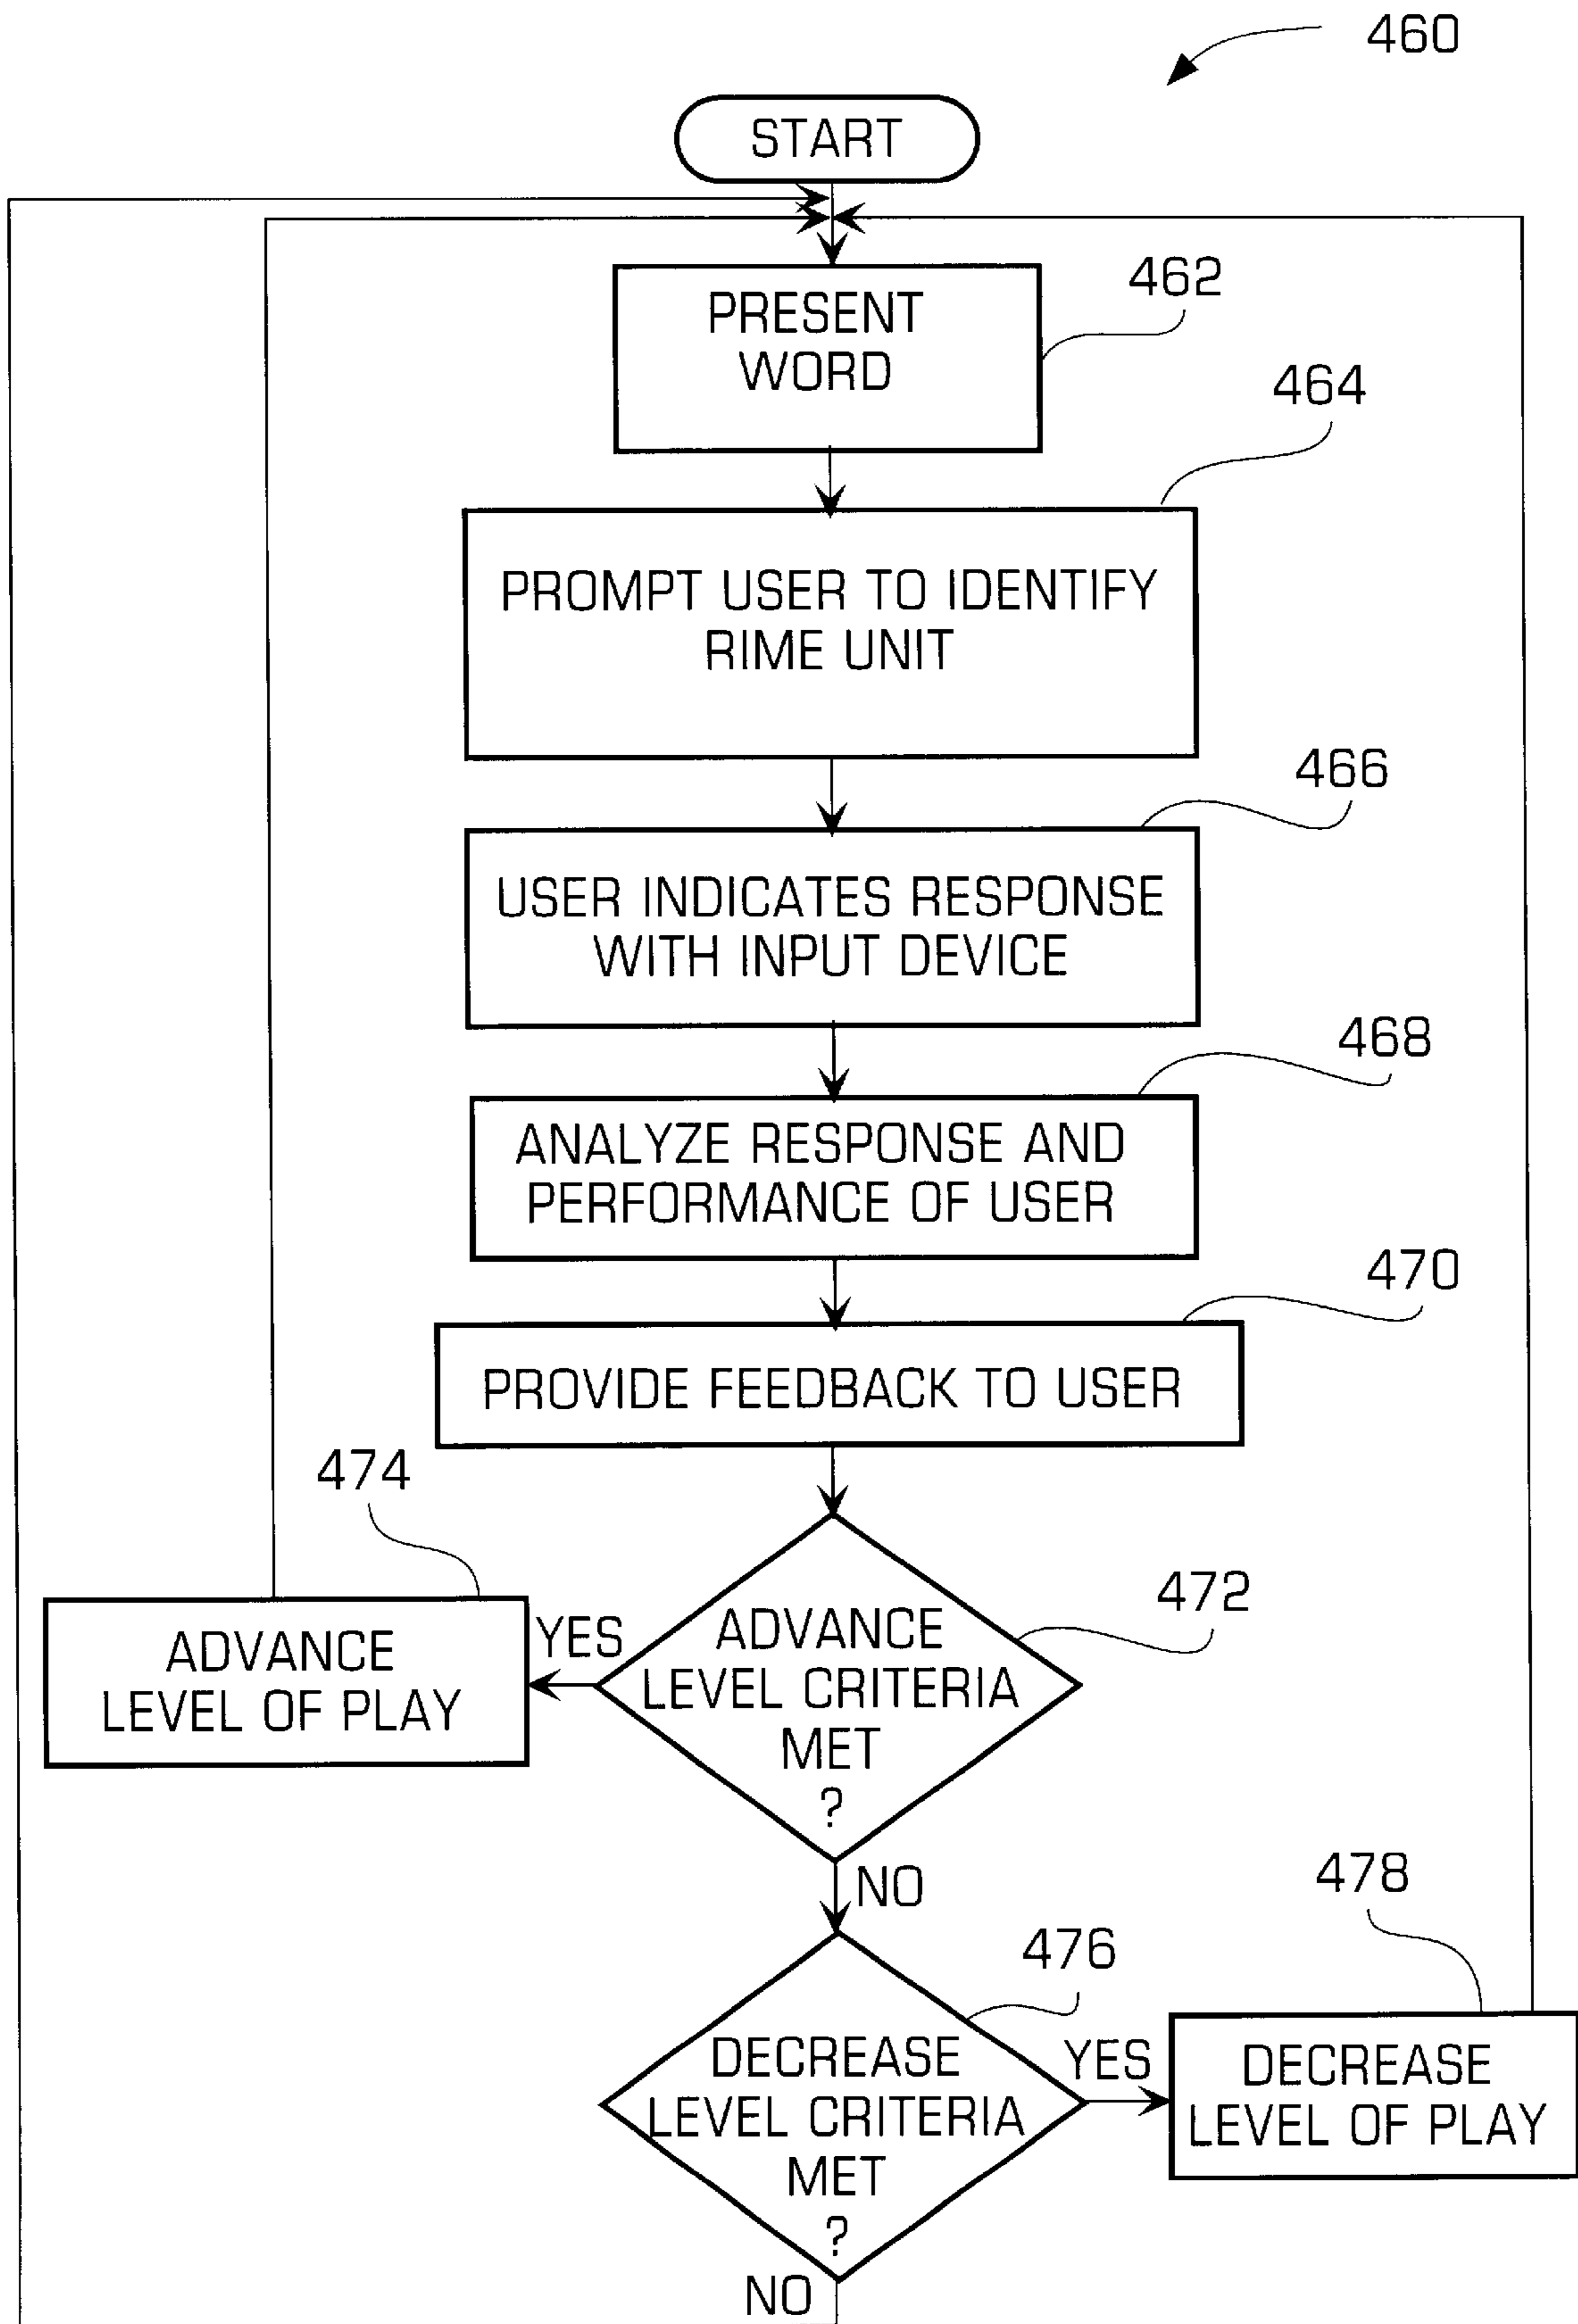 460
START
462
PRESENT
WORD
464
PROMPT USER TO IDENTIFY
RIME UNIT
466
USER INDICATES RESPONSE
WITH INPUT DEVICE
468
ANALYZE RESPONSE AND
PERFORMANCE OF USER
470
PROVIDE FEEDBACK TO USER
474
472
ADVANCE
LEVEL OF PLAY
YES
ADVANCE
LEVEL CRITERIA
MET
?
NO
478
476
DECREASE
LEVEL CRITERIA
MET
?
YES
DECREASE
LEVEL OF PLAY
NO